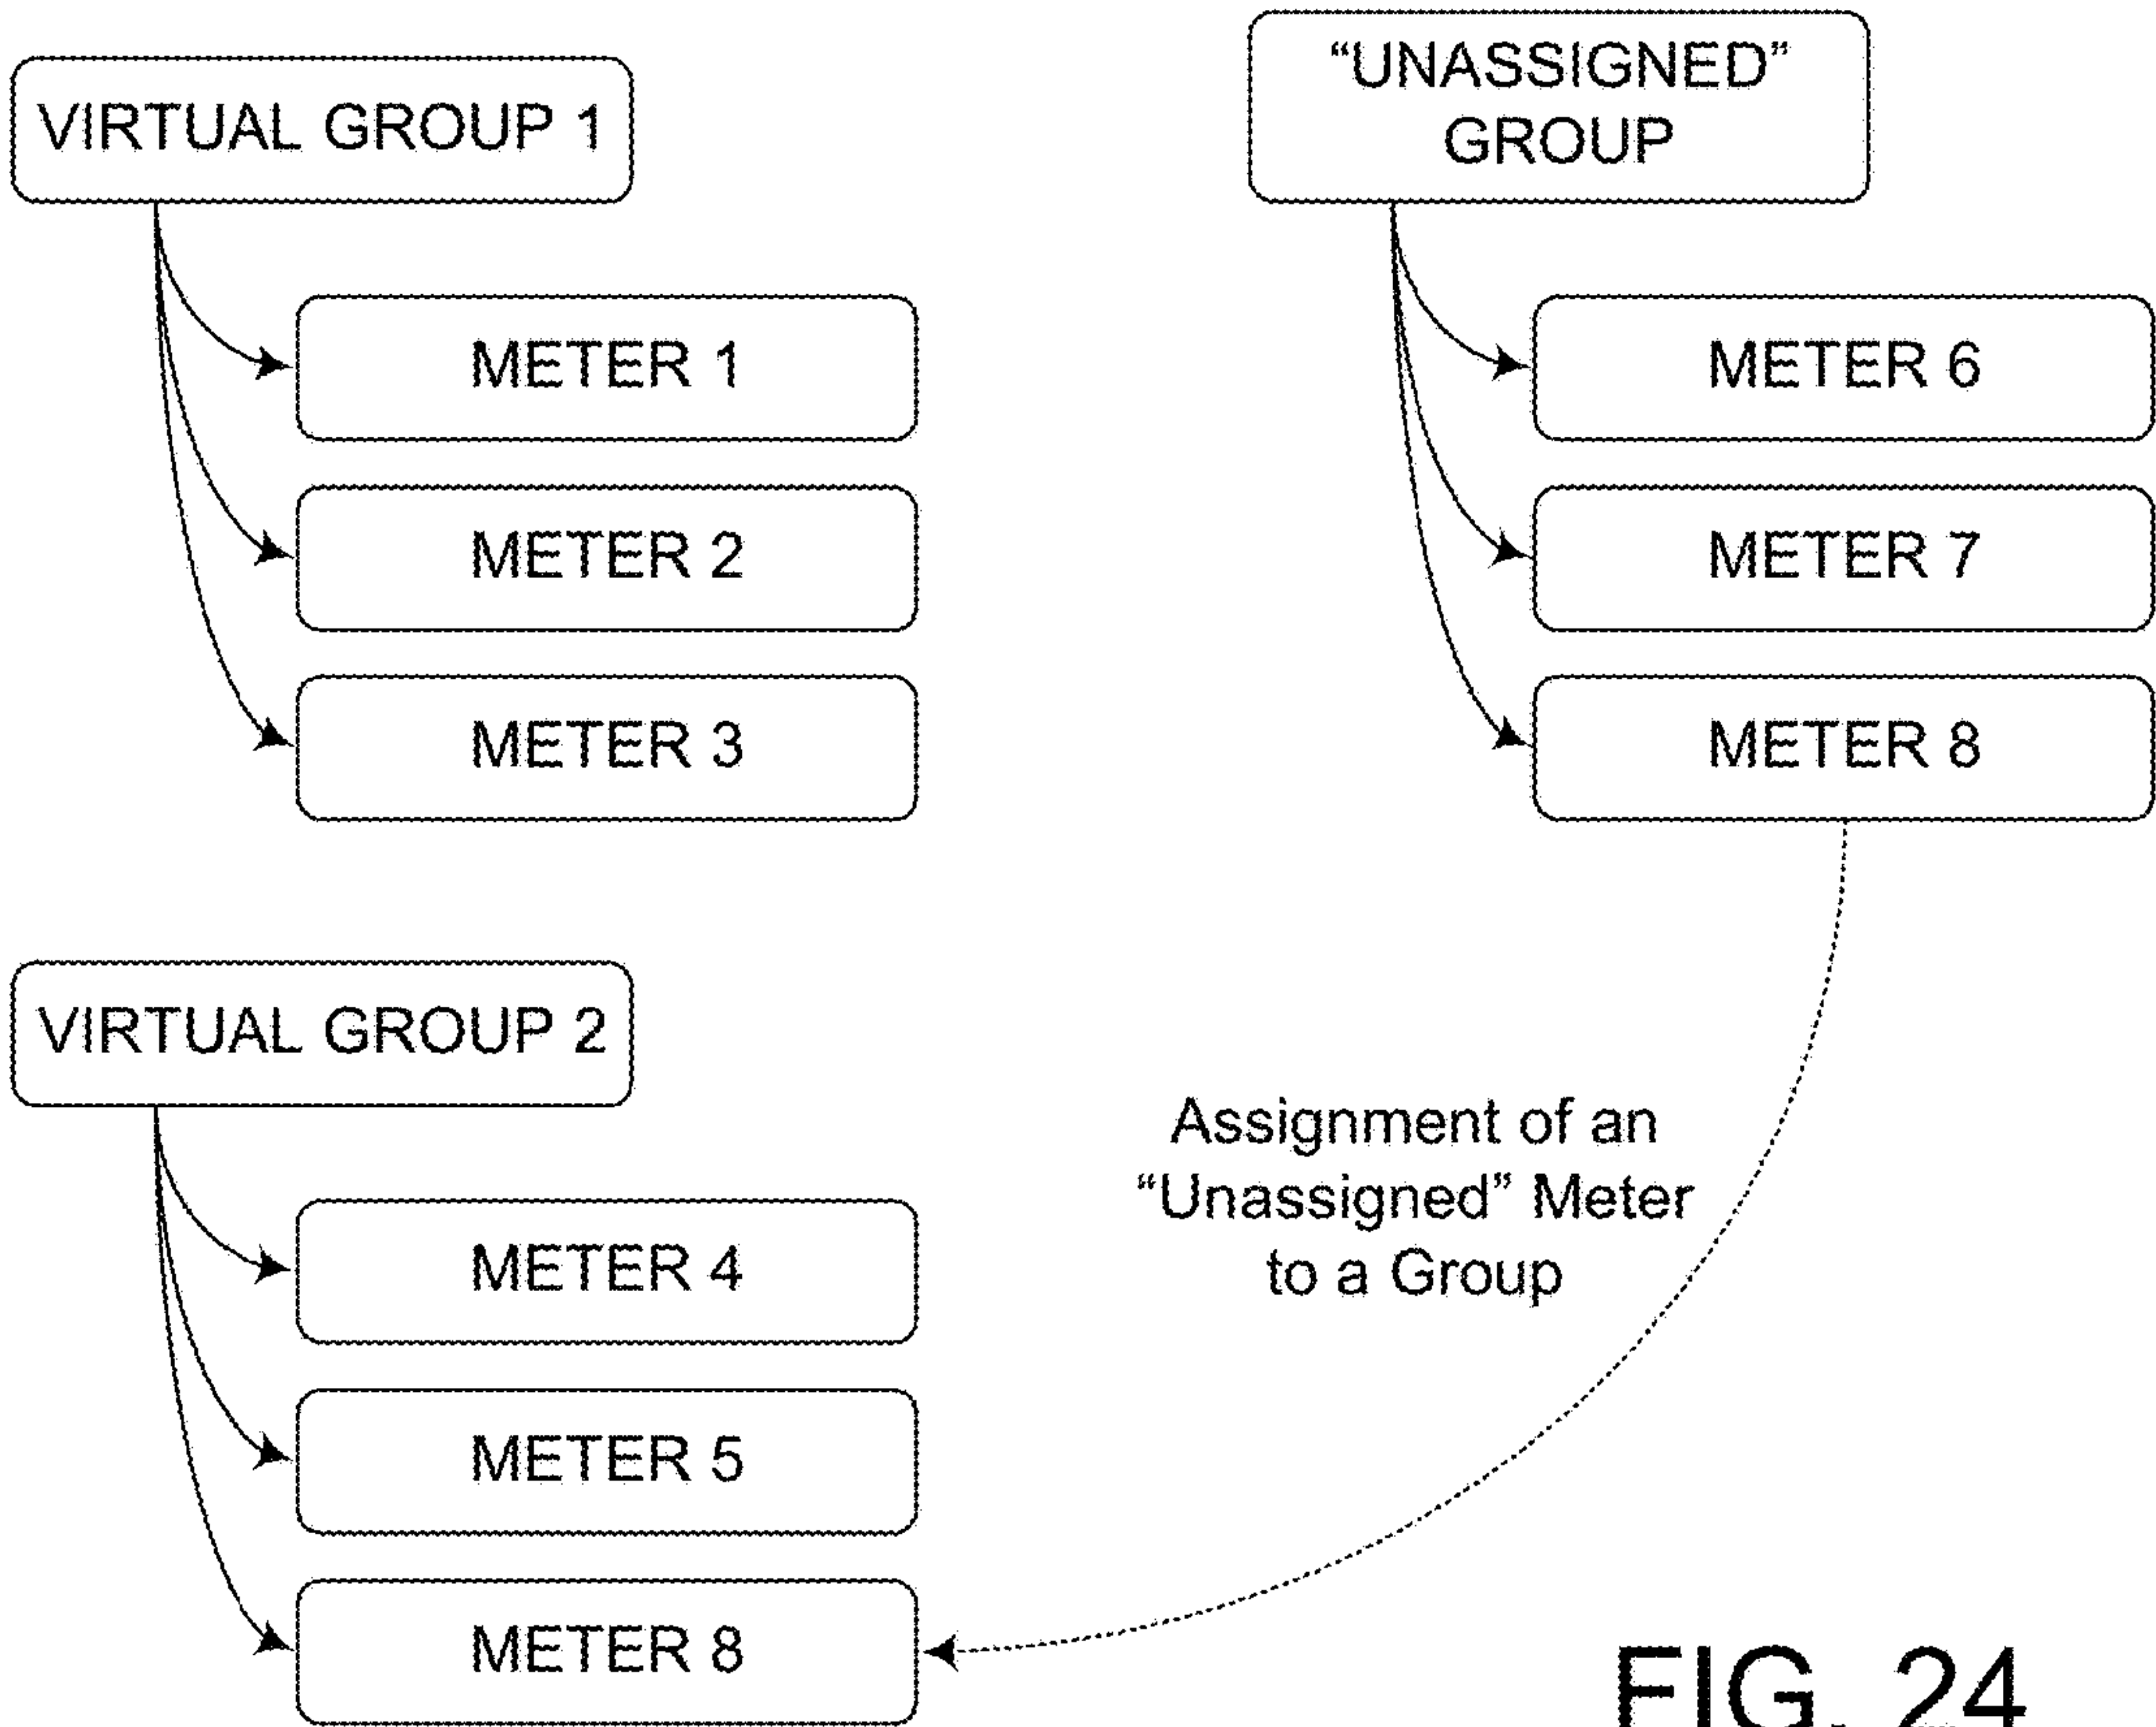 VIRTUAL GROUP 1
METER 1
METER 2
METER 3
"UNASSIGNED"
GROUP
METER 6
METER 7
METER 8
VIRTUAL GROUP 2
METER 4
METER 5
METER 8
Assignment of an
"Unassigned" Meter
to a Group
FIG. 24